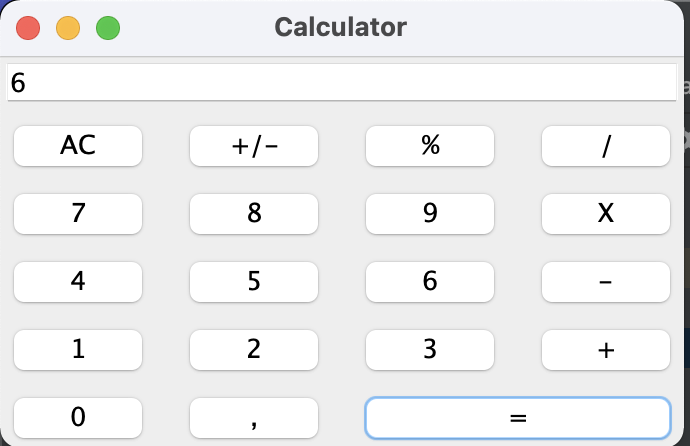 Calculator
6
AC +/- % /
7 8 9 X
4 5 6 -
1 2 3 +
0 , =